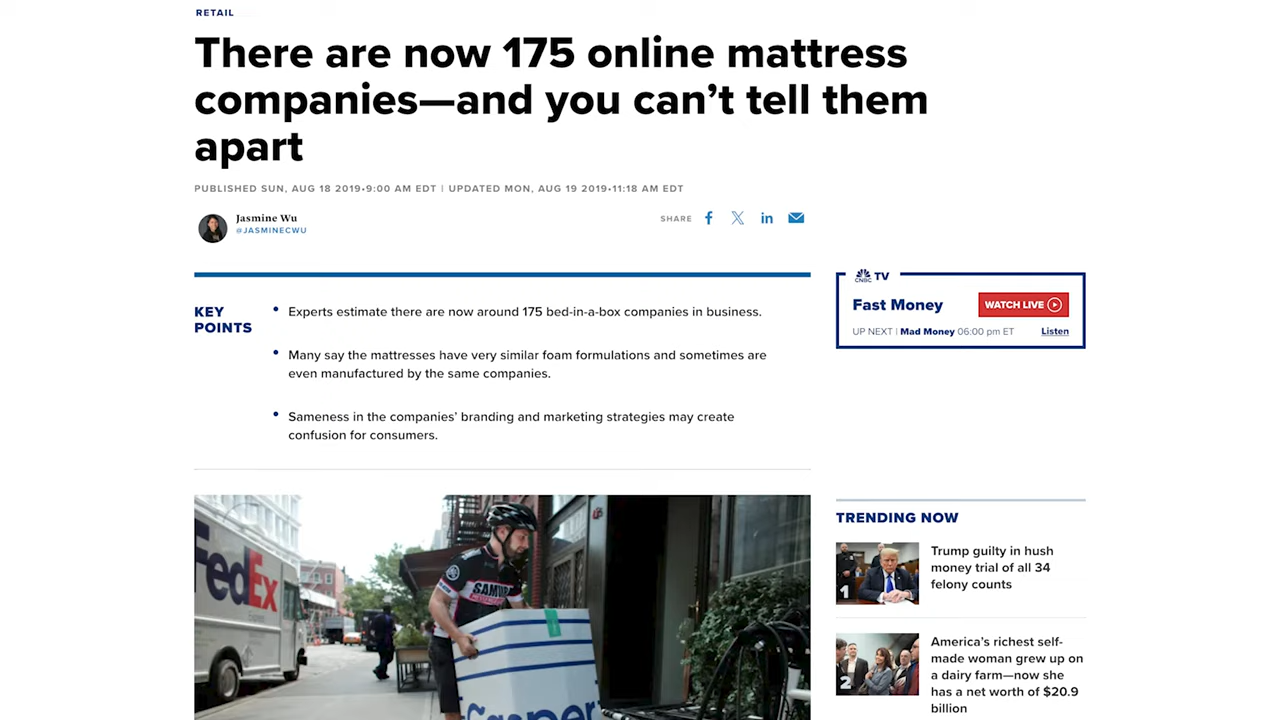 RETAIL
There are now 175 online mattress
companies—and you can’t tell them
apart
PUBLISHED SUN, AUG 18 2019•9:00 AM EDT | UPDATED MON, AUG 19 2019•11:18 AM EDT
Jasmine Wu
@JASMINECWU
SHARE
KEY
POINTS
• Experts estimate there are now around 175 bed-in-a-box companies in business.
• Many say the mattresses have very similar foam formulations and sometimes are
even manufactured by the same companies.
• Sameness in the companies’ branding and marketing strategies may create
confusion for consumers.
CNBC TV
Fast Money
WATCH LIVE
UP NEXT | Mad Money 06:00 pm ET
Listen
FedEx
SAMURAI
Casper
TRENDING NOW
1
Trump guilty in hush
money trial of all 34
felony counts
2
America’s richest self-
made woman grew up on
a dairy farm—now she
has a net worth of $20.9
billion